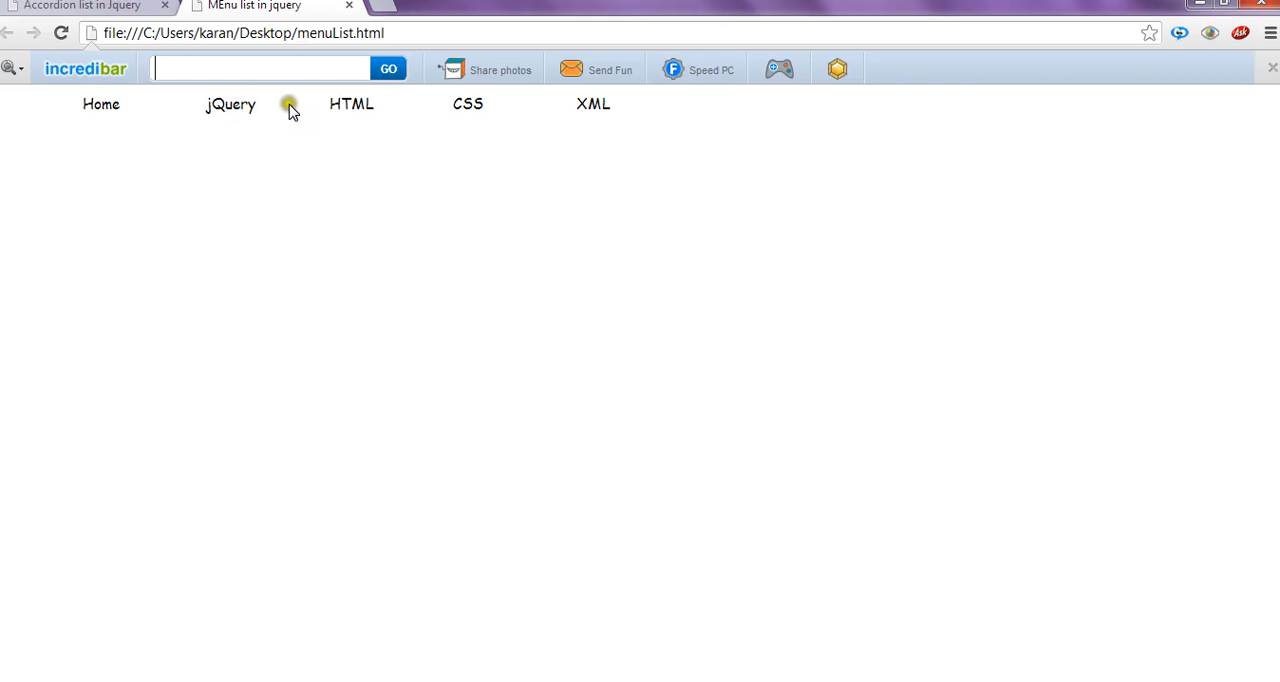 Accordion list in Jquery MEnu list in jquery
file:///C:/Users/karan/Desktop/menuList.html
incredibar GO Share photos Send Fun F Speed PC Ask
Home jQuery HTML CSS XML